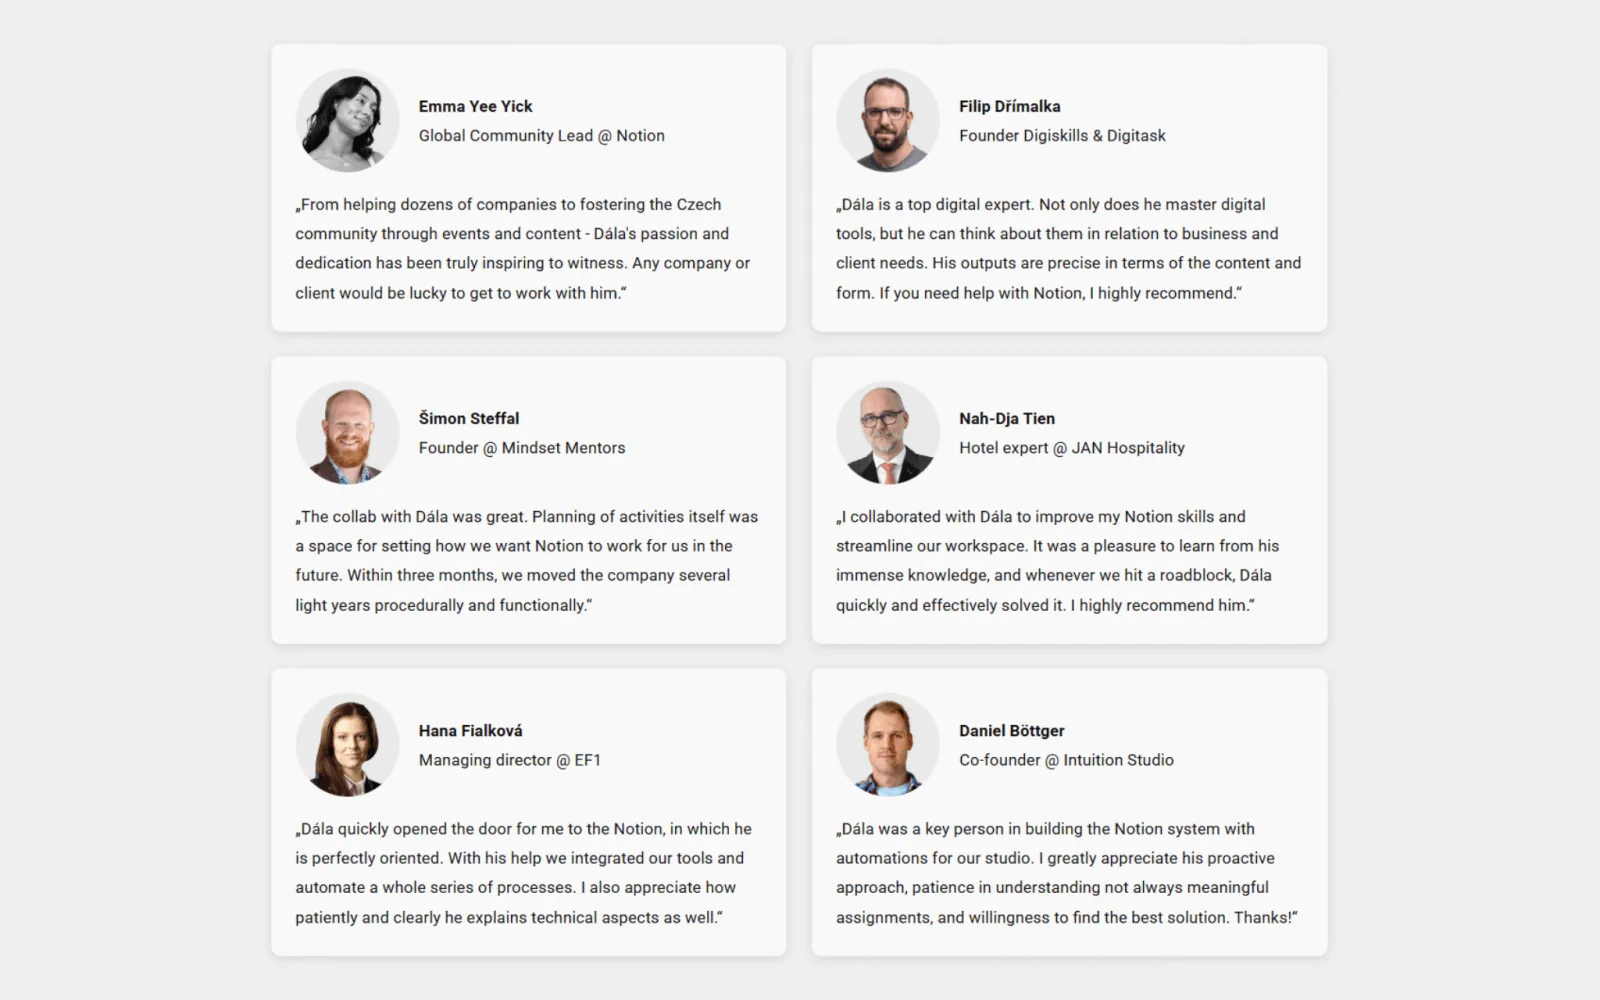 Emma Yee Yick
Global Community Lead @ Notion
„From helping dozens of companies to fostering the Czech
community through events and content - Dála's passion and
dedication has been truly inspiring to witness. Any company or
client would be lucky to get to work with him.“
Filip Dřímalka
Founder Digiskills & Digitask
„Dála is a top digital expert. Not only does he master digital
tools, but he can think about them in relation to business and
client needs. His outputs are precise in terms of the content and
form. If you need help with Notion, I highly recommend.“
Šimon Steffal
Founder @ Mindset Mentors
„The collab with Dála was great. Planning of activities itself was
a space for setting how we want Notion to work for us in the
future. Within three months, we moved the company several
light years procedurally and functionally.“
Nah-Dja Tien
Hotel expert @ JAN Hospitality
„I collaborated with Dála to improve my Notion skills and
streamline our workspace. It was a pleasure to learn from his
immense knowledge, and whenever we hit a roadblock, Dála
quickly and effectively solved it. I highly recommend him.“
Hana Fialková
Managing director @ EF1
„Dála quickly opened the door for me to the Notion, in which he
is perfectly oriented. With his help we integrated our tools and
automate a whole series of processes. I also appreciate how
patiently and clearly he explains technical aspects as well.“
Daniel Böttger
Co-founder @ Intuition Studio
„Dála was a key person in building the Notion system with
automations for our studio. I greatly appreciate his proactive
approach, patience in understanding not always meaningful
assignments, and willingness to find the best solution. Thanks!“